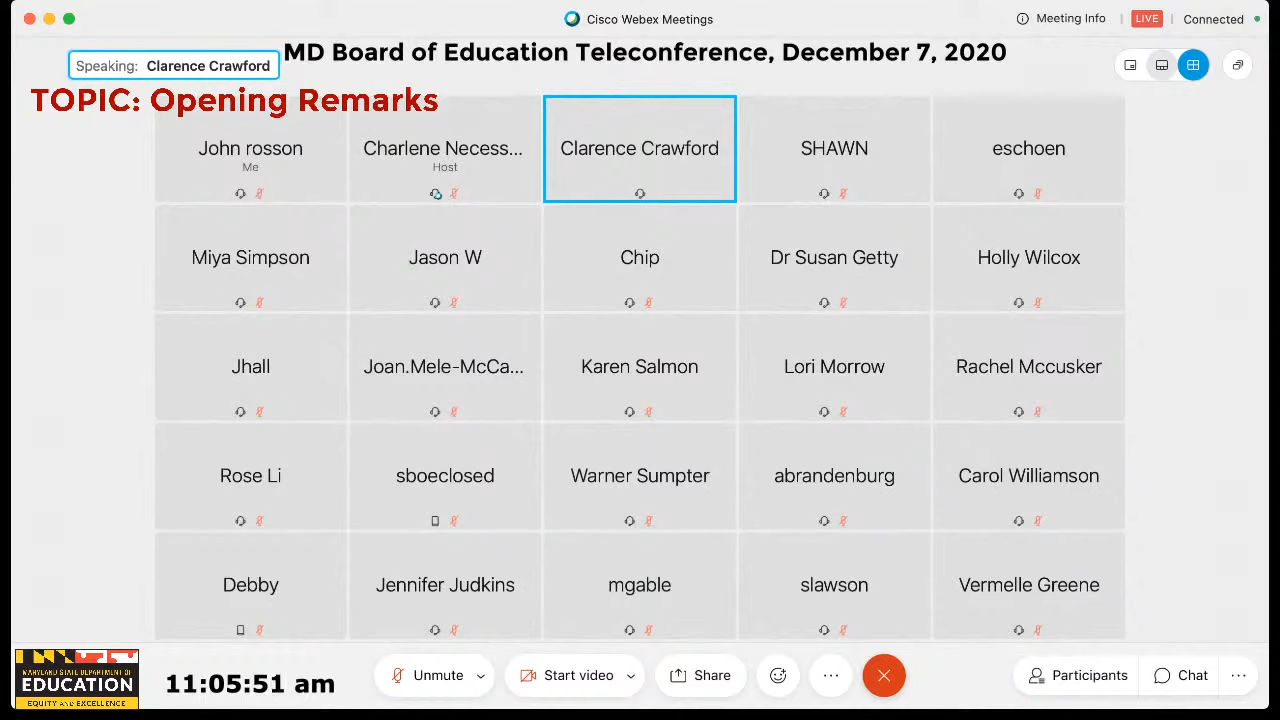 Cisco Webex Meetings
Meeting Info
LIVE
Connected
MD Board of Education Teleconference, December 7, 2020
Speaking: Clarence Crawford
TOPIC: Opening Remarks
John rosson
Me
Charlene Necess...
Host
Clarence Crawford
SHAWN
eschoen
Miya Simpson
Jason W
Chip
Dr Susan Getty
Holly Wilcox
Jhall
Joan.Mele-McCa...
Karen Salmon
Lori Morrow
Rachel Mccusker
Rose Li
sboeclosed
Warner Sumpter
abrandenburg
Carol Williamson
Debby
Jennifer Judkins
mgable
slawson
Vermelle Greene
MARYLAND STATE DEPARTMENT OF
EDUCATION
EQUITY AND EXCELLENCE
11:05:51 am
Unmute
Start video
Share
Participants
Chat